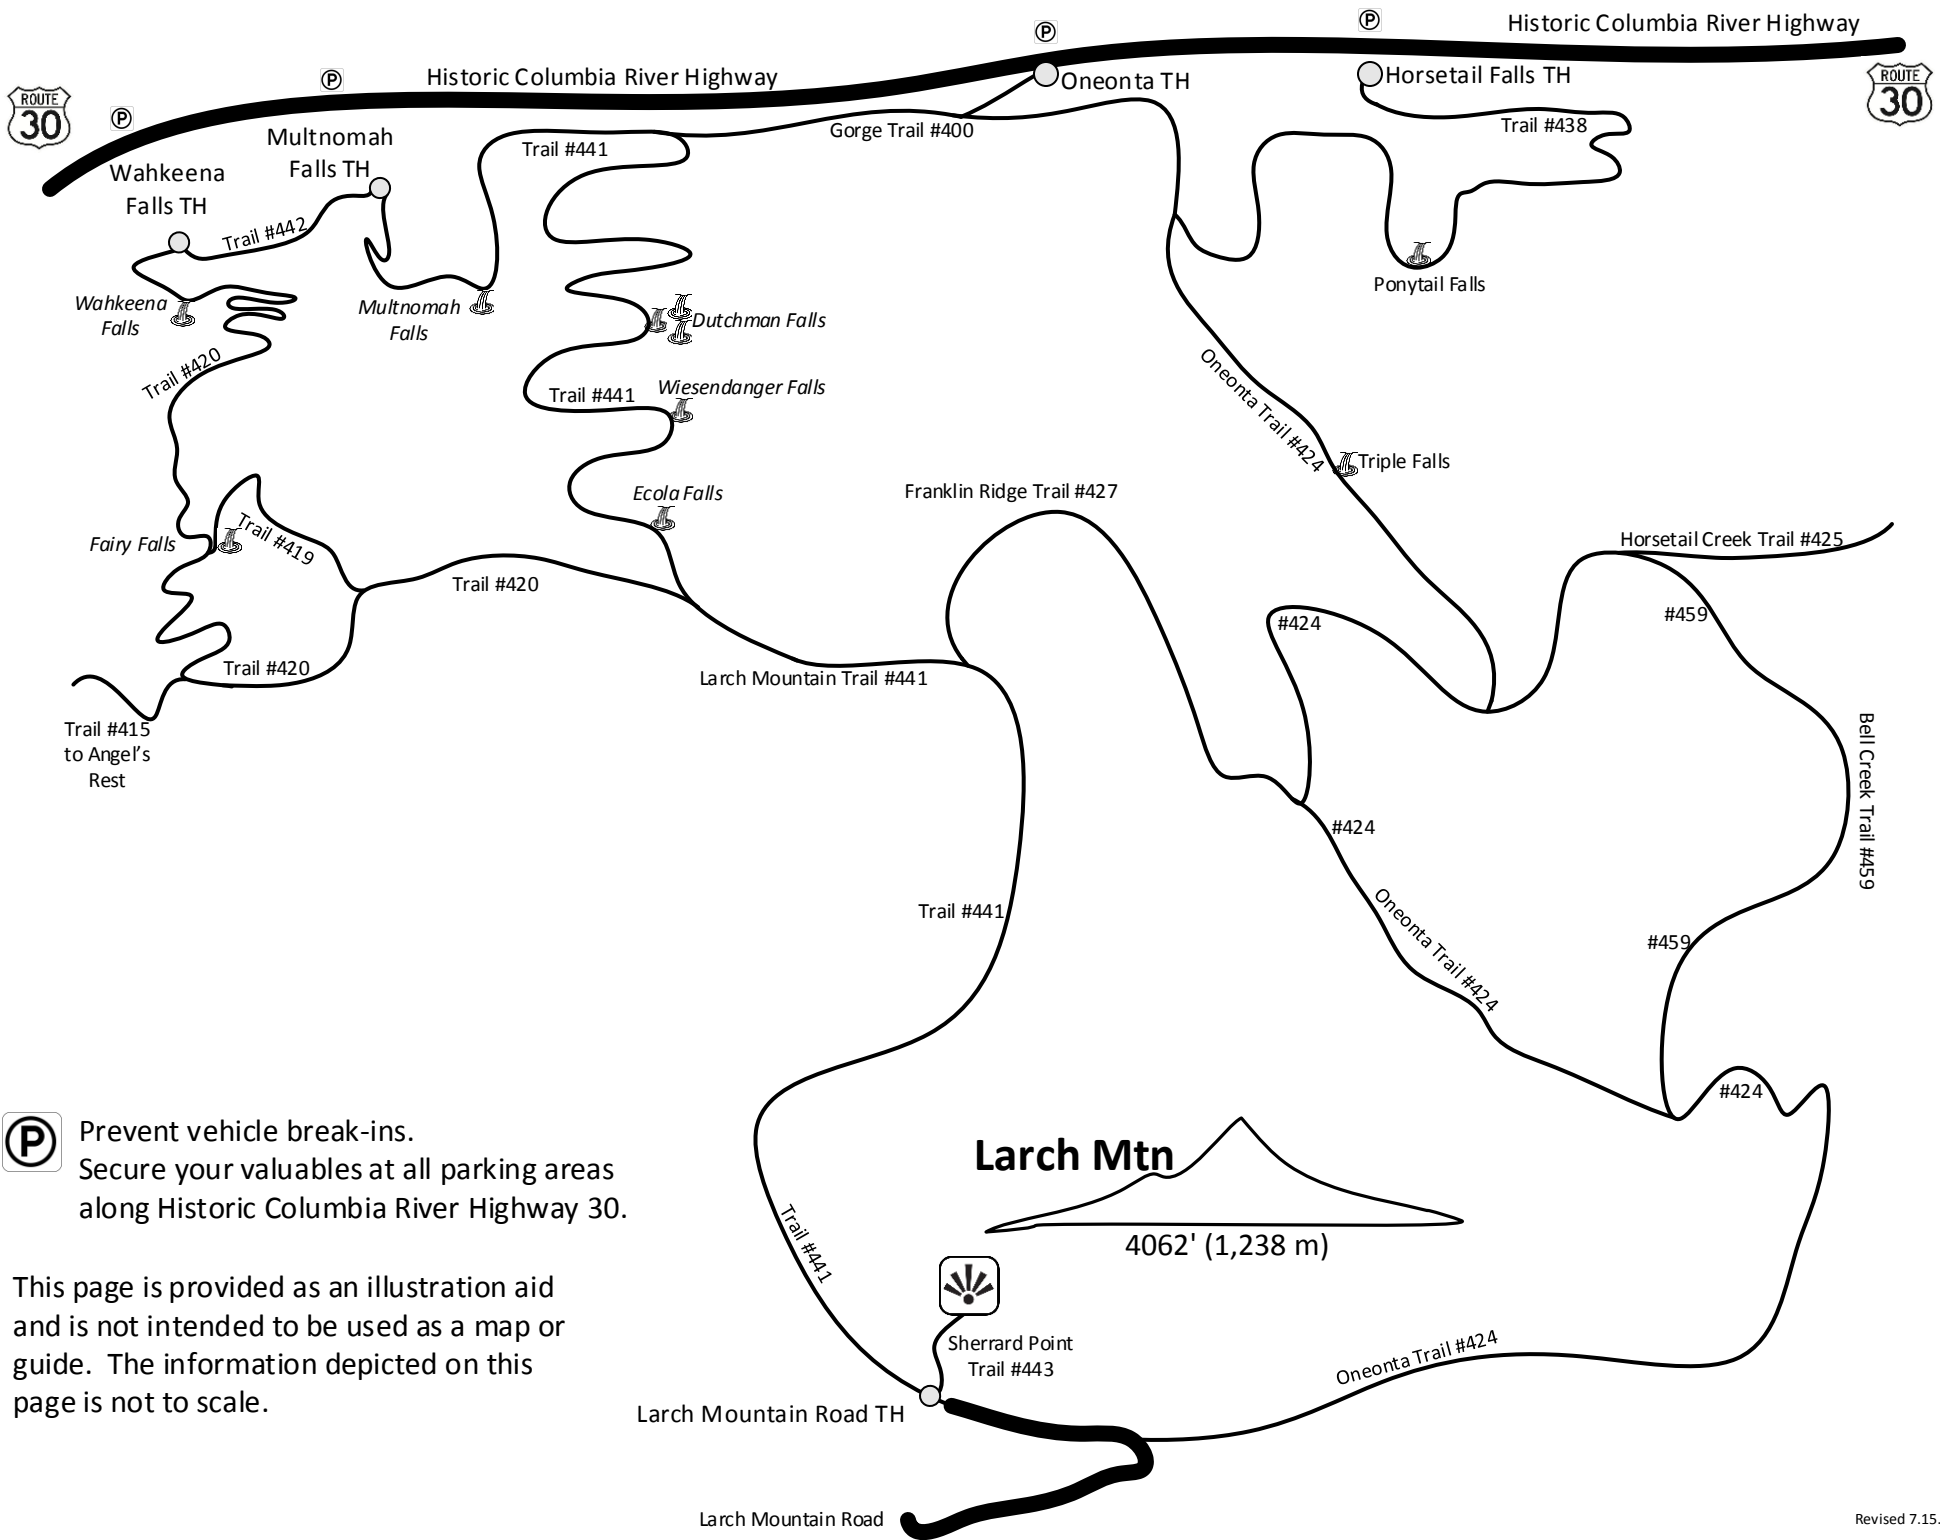 Historic Columbia River Highway
P
P
P
Historic Columbia River Highway
P
ROUTE
30
ROUTE
30
Oneonta TH
Horsetail Falls TH
Multnomah
Falls TH
Gorge Trail #400
Trail #438
Trail #441
Wahkeena
Falls TH
Trail #442
Ponytail Falls
Wahkeena
Falls
Multnomah
Falls
Dutchman Falls
Trail #420
Trail #441
Wiesendanger Falls
Oneonta Trail #424
Triple Falls
Ecola Falls
Franklin Ridge Trail #427
Fairy Falls
Trail #419
Horsetail Creek Trail #425
Trail #420
#459
#424
Trail #420
Larch Mountain Trail #441
Trail #415
to Angel's
Rest
Bell Creek Trail #459
#424
Trail #441
Oneonta Trail #424
#459
#424
P
Prevent vehicle break-ins.
Secure your valuables at all parking areas
along Historic Columbia River Highway 30.
Larch Mtn
4062' (1,238 m)
Trail #441
This page is provided as an illustration aid
and is not intended to be used as a map or
guide. The information depicted on this
page is not to scale.
Sherrard Point
Trail #443
Oneonta Trail #424
Larch Mountain Road TH
Larch Mountain Road
Revised 7.15.